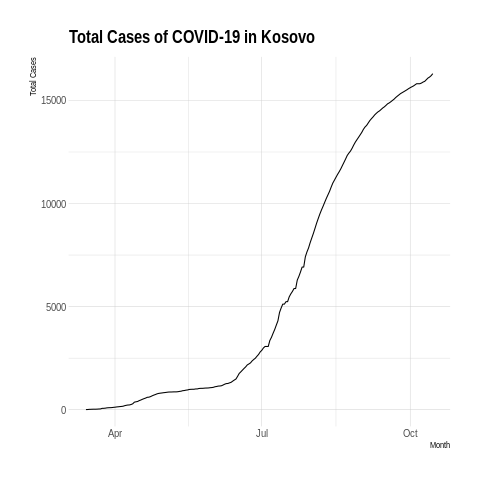 Total Cases of COVID-19 in Kosovo
Total Cases
15000
10000
5000
0
Apr
Jul
Oct
Month